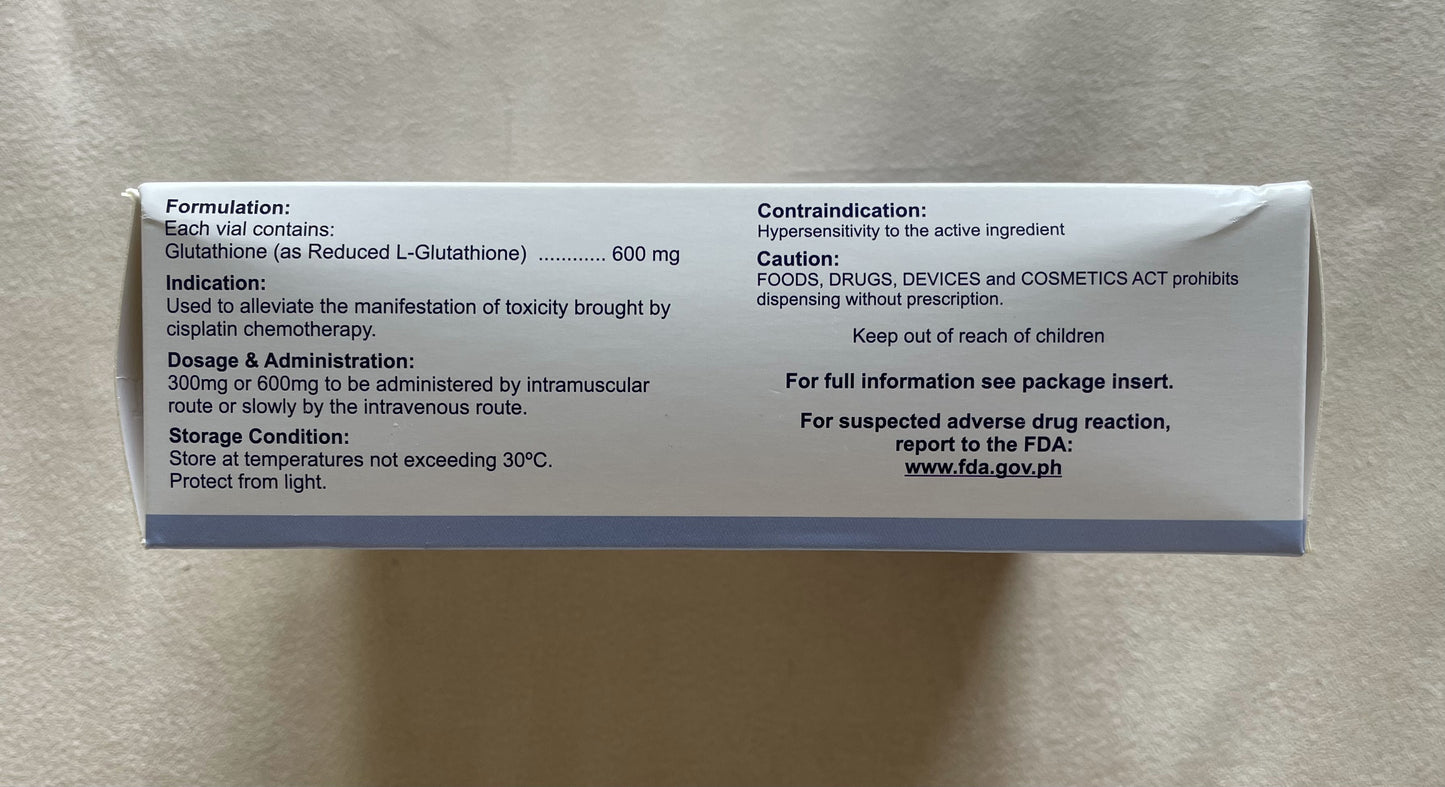 Formulation:
Each vial contains:
Glutathione (as Reduced L-Glutathione) ............ 600 mg
Indication:
Used to alleviate the manifestation of toxicity brought by
cisplatin chemotherapy.
Dosage & Administration:
300mg or 600mg to be administered by intramuscular
route or slowly by the intravenous route.
Storage Condition:
Store at temperatures not exceeding 30ºC.
Protect from light.
Contraindication:
Hypersensitivity to the active ingredient
Caution:
FOODS, DRUGS, DEVICES and COSMETICS ACT prohibits
dispensing without prescription.
Keep out of reach of children
For full information see package insert.
For suspected adverse drug reaction,
report to the FDA:
www.fda.gov.ph